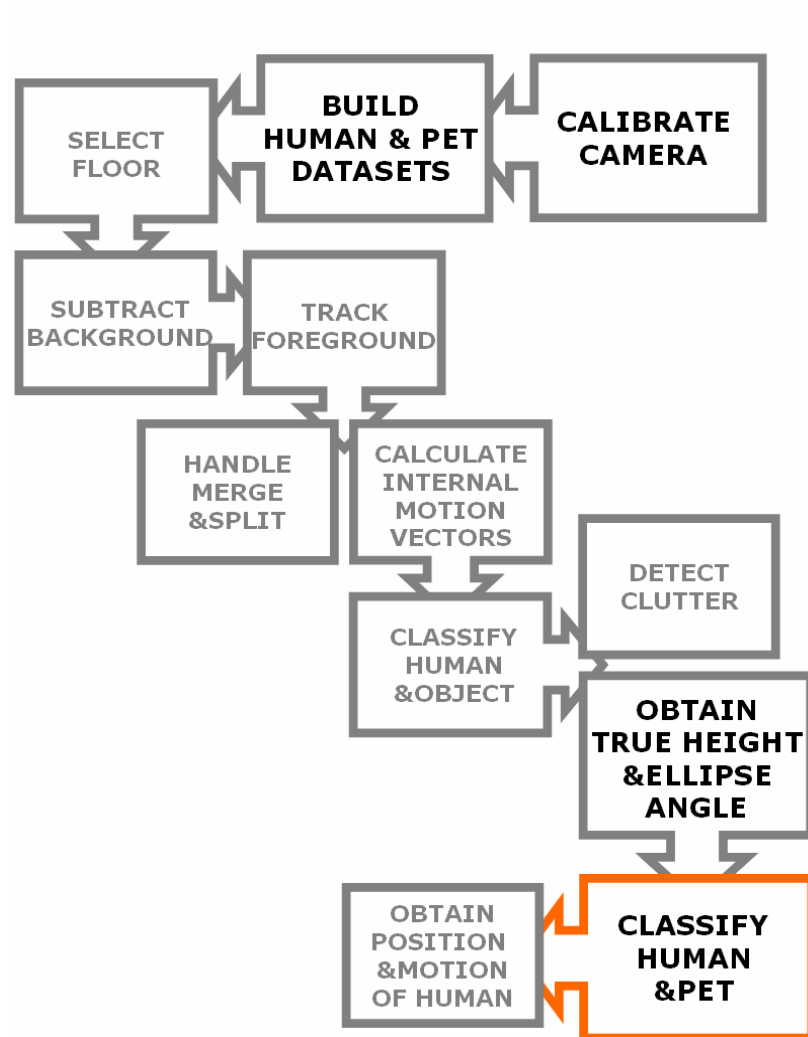 SELECT
FLOOR
BUILD
HUMAN & PET
DATASETS
CALIBRATE
CAMERA
SUBTRACT
BACKGROUND
TRACK
FOREGROUND
HANDLE
MERGE
&SPLIT
CALCULATE
INTERNAL
MOTION
VECTORS
DETECT
CLUTTER
CLASSIFY
HUMAN
&OBJECT
OBTAIN
TRUE HEIGHT
&ELLIPSE
ANGLE
OBTAIN
POSITION
&MOTION
OF HUMAN
CLASSIFY
HUMAN
&PET